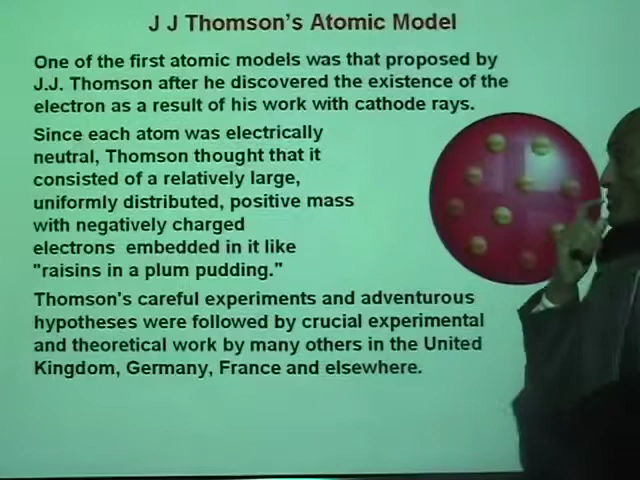 J J Thomson's Atomic Model
One of the first atomic models was that proposed by
J.J. Thomson after he discovered the existence of the
electron as a result of his work with cathode rays.
Since each atom was electrically
neutral, Thomson thought that it
consisted of a relatively large,
uniformly distributed, positive mass
with negatively charged
electrons embedded in it like
"raisins in a plum pudding."
Thomson's careful experiments and adventurous
hypotheses were followed by crucial experimental
and theoretical work by many others in the United
Kingdom, Germany, France and elsewhere.